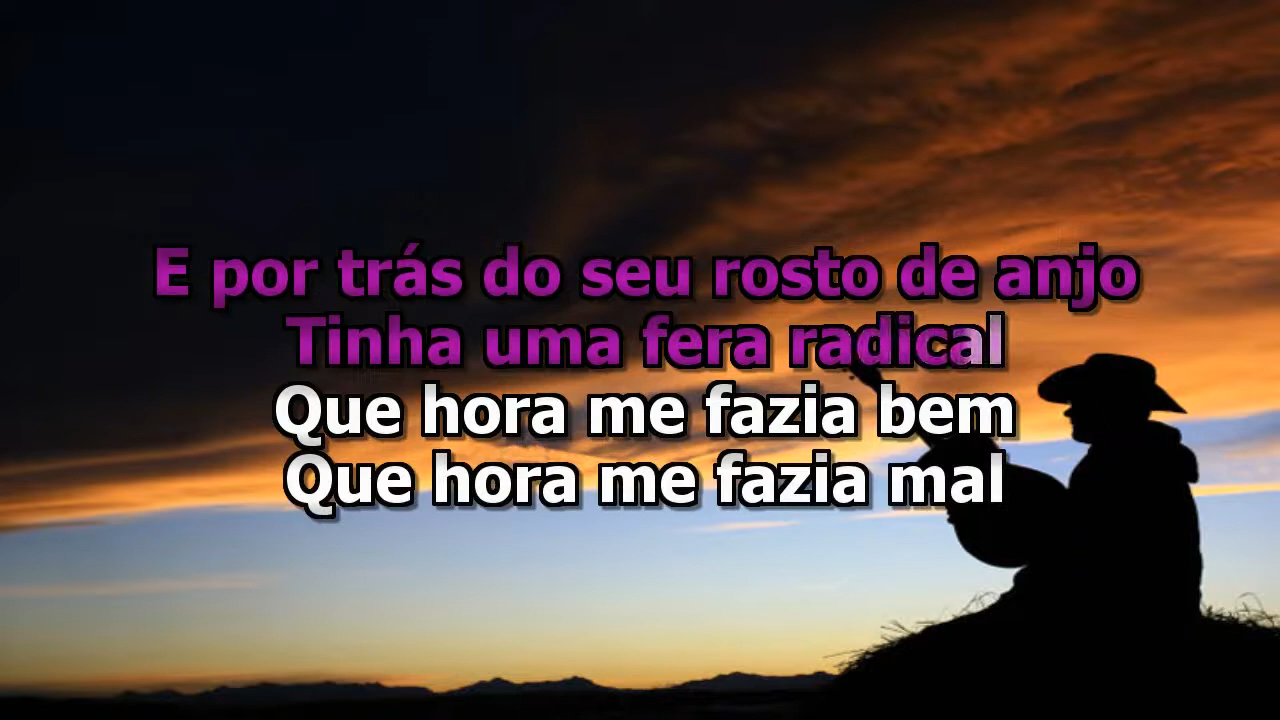 E por trás do seu rosto de anjo
Tinha uma fera radical
Que hora me fazia bem
Que hora me fazia mal